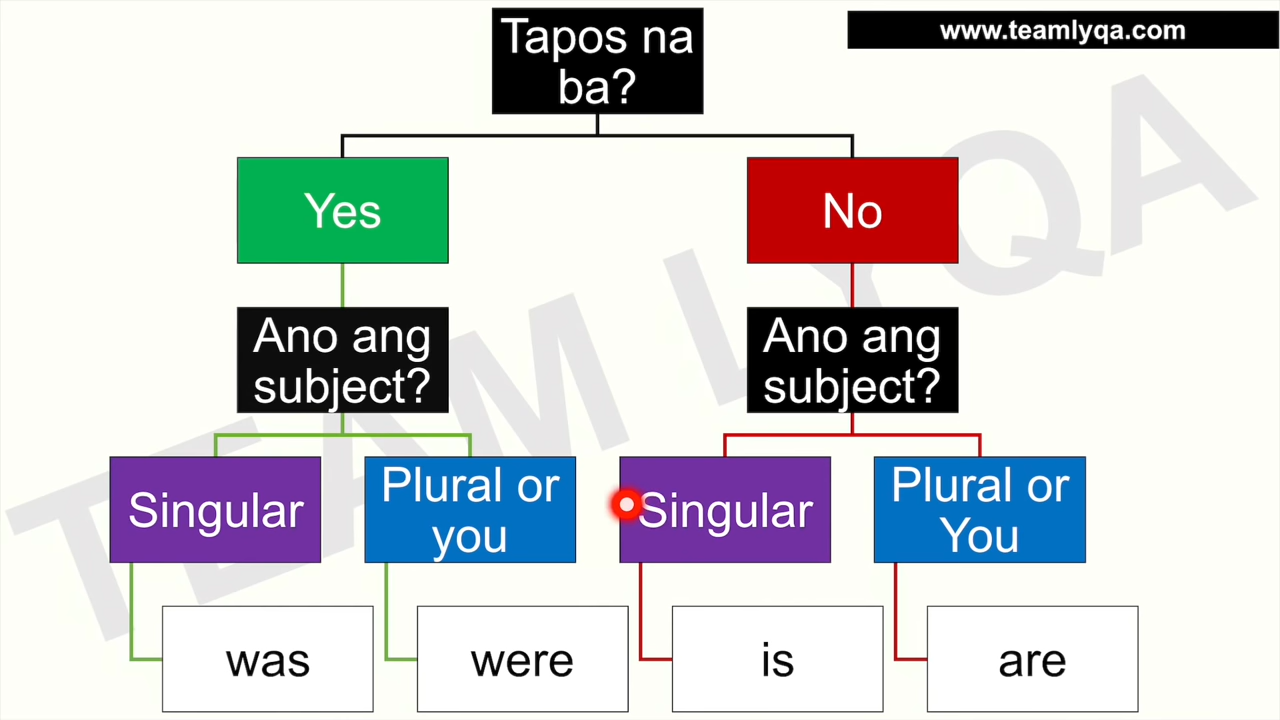 Tapos na
ba?
www.teamlyqa.com
Yes
No
Ano ang
subject?
Ano ang
subject?
Singular
Plural or
you
Singular
Plural or
You
was
were
is
are
TEAM LYQA